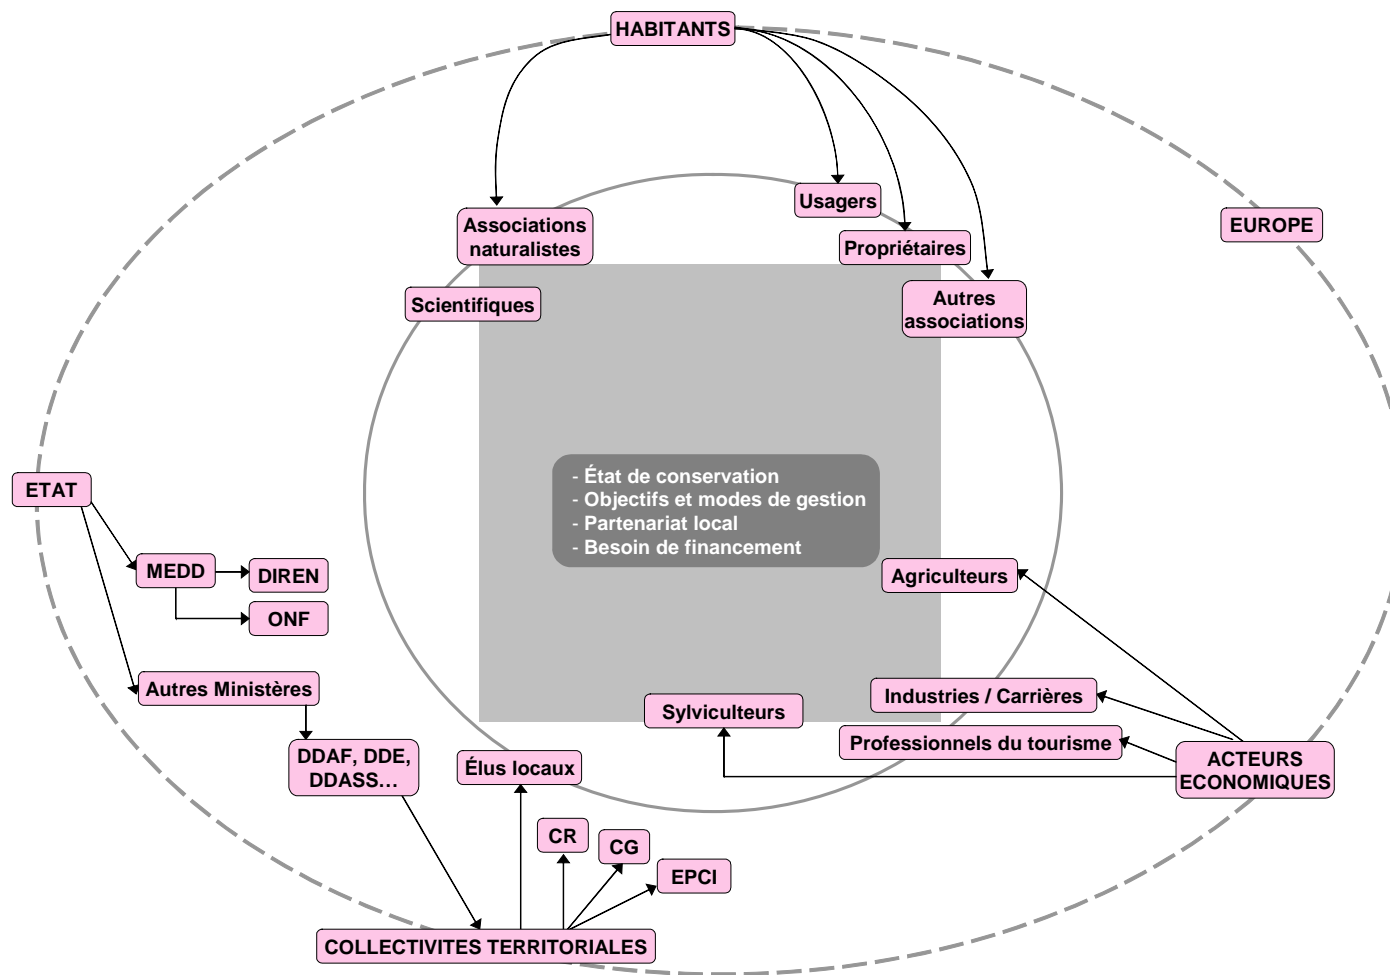 HABITANTS
Usagers
Associations
naturalistes
EUROPE
Propriétaires
Scientifiques
Autres
associations
- État de conservation
- Objectifs et modes de gestion
- Partenariat local
- Besoin de financement
ETAT
MEDD
DIREN
Agriculteurs
ONF
Autres Ministères
Industries / Carrières
Sylviculteurs
Professionnels du tourisme
DDAF, DDE,
DDASS…
Élus locaux
ACTEURS
ECONOMIQUES
CR
CG
EPCI
COLLECTIVITES TERRITORIALES